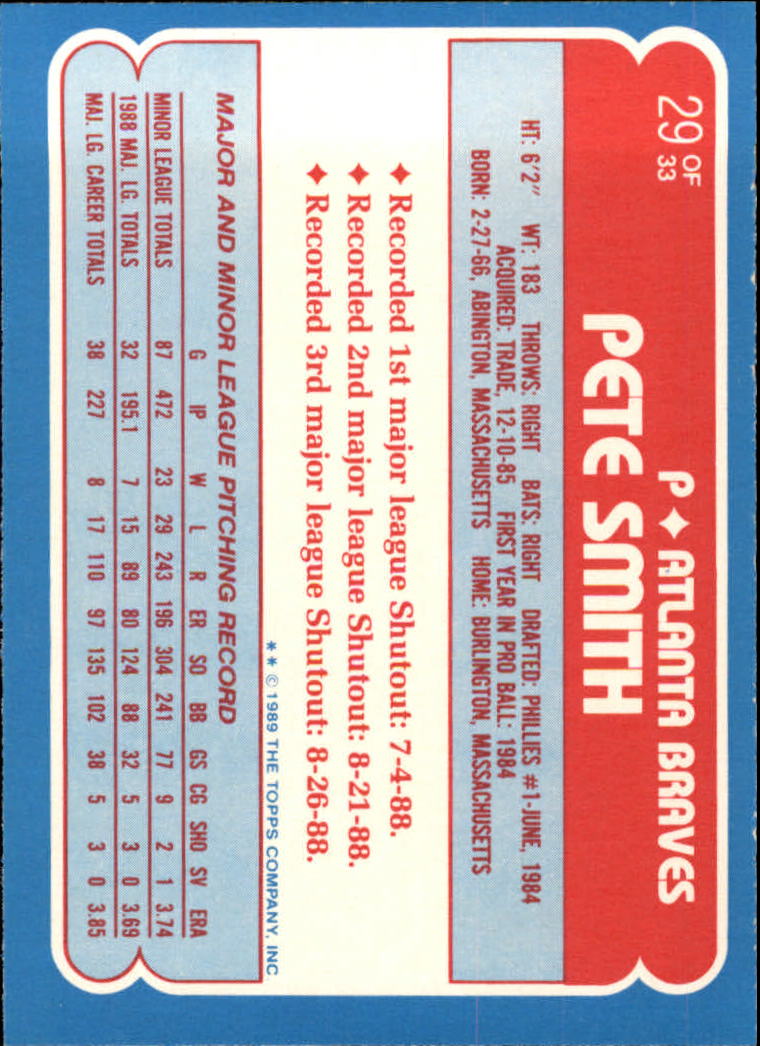 29 OF 33
P ♦ ATLANTA BRAVES
PETE SMITH
HT: 6'2" WT: 183 THROWS: RIGHT BATS: RIGHT DRAFTED: PHILLIES #1-JUNE, 1984
ACQUIRED: TRADE, 12-10-85 FIRST YEAR IN PRO BALL: 1984
BORN: 2-27-66, ABINGTON, MASSACHUSETTS HOME: BURLINGTON, MASSACHUSETTS
♦ Recorded 1st major league Shutout: 7-4-88.
♦ Recorded 2nd major league Shutout: 8-21-88.
♦ Recorded 3rd major league Shutout: 8-26-88.
** © 1989 THE TOPPS COMPANY, INC.
MAJOR AND MINOR LEAGUE PITCHING RECORD
G IP W L R ER SO BB GS CG SHO SV ERA
MINOR LEAGUE TOTALS 87 472 23 29 243 196 304 241 77 9 2 1 3.74
1988 MAJ. LG. TOTALS 32 195.1 7 15 89 80 124 88 32 5 3 0 3.69
MAJ. LG. CAREER TOTALS 38 227 8 17 110 97 135 102 38 5 3 0 3.85